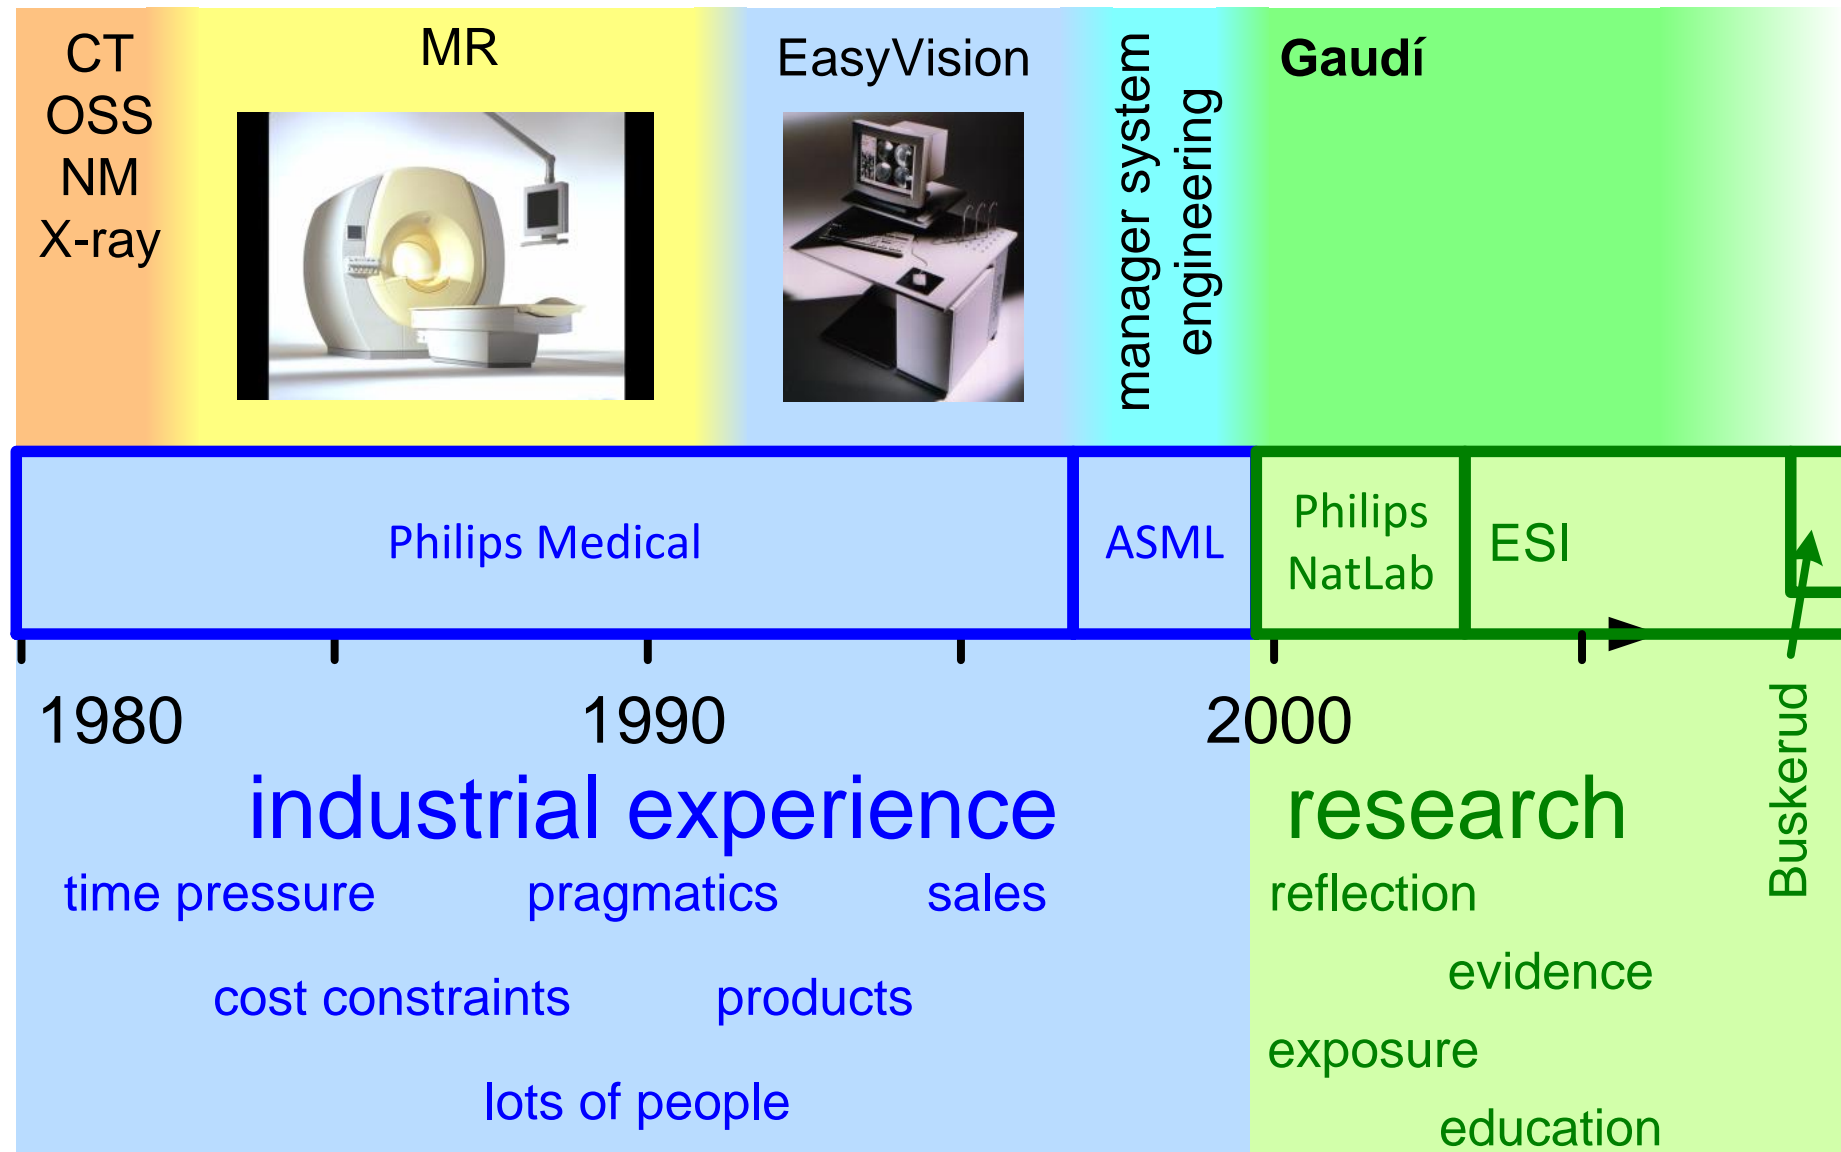 CT
OSS
NM
X-ray
MR
EasyVision
manager system
engineering
Gaudí
Philips Medical
ASML
Philips
NatLab
ESI
1980
1990
2000
industrial experience
research
Buskerud
time pressure
pragmatics
sales
reflection
evidence
cost constraints
products
exposure
lots of people
education